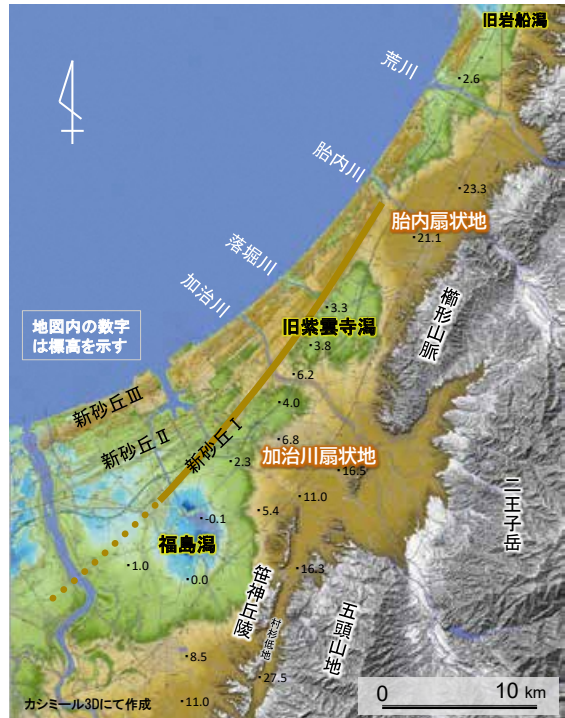 旧岩船潟
荒川
2.6
胎内川
23.3
胎内扇状地
21.1
落堀川
加治川
櫛形山脈
3.3
地図内の数字
は標高を示す
旧紫雲寺潟
3.8
6.2
新砂丘Ⅲ
4.0
新砂丘Ⅱ
新砂丘Ⅰ
6.8
加治川扇状地
2.3
16.5
二王子岳
11.0
5.4
-0.1
福島潟
1.0
0.0
16.3
笹神丘陵
五頭山地
村杉低地
8.5
27.5
カシミール3Dにて作成
11.0
0
10 km